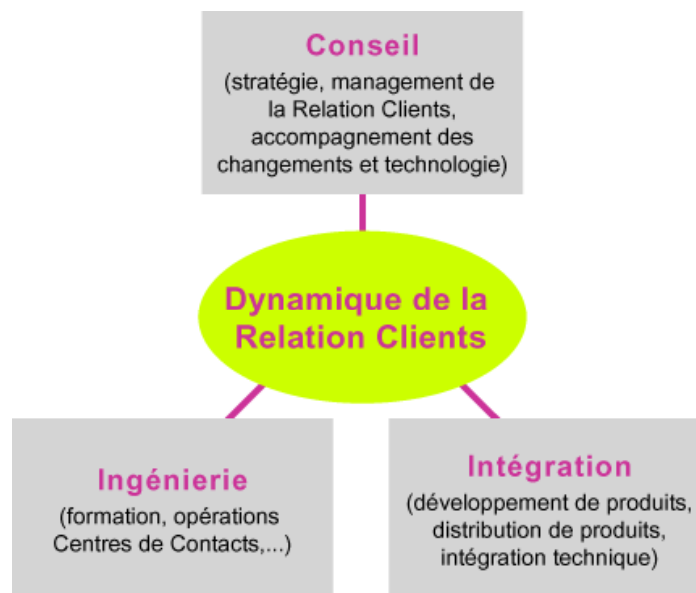 Conseil
(stratégie, management de
la Relation Clients,
accompagnement des
changements et technologie)
Dynamique de la
Relation Clients
Ingénierie
(formation, opérations
Centres de Contacts,...)
Intégration
(développement de produits,
distribution de produits,
intégration technique)